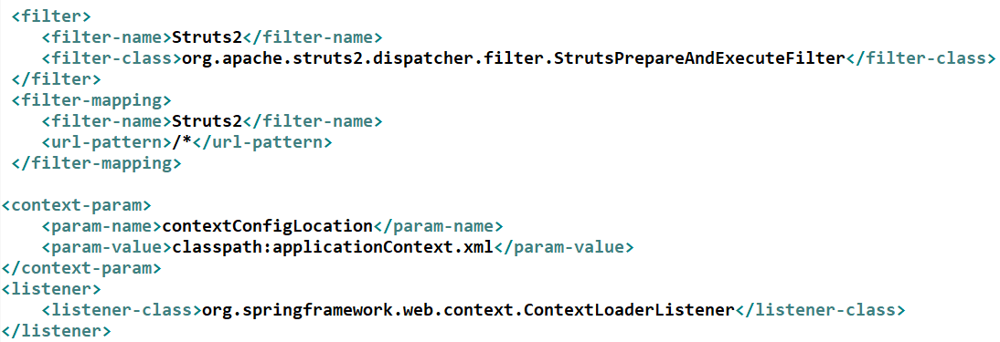 <filter>
<filter-name>Struts2</filter-name>
<filter-class>org.apache.struts2.dispatcher.filter.StrutsPrepareAndExecuteFilter</filter-class>
</filter>
<filter-mapping>
<filter-name>Struts2</filter-name>
<url-pattern>/*</url-pattern>
</filter-mapping>
<context-param>
<param-name>contextConfigLocation</param-name>
<param-value>classpath:applicationContext.xml</param-value>
</context-param>
<listener>
<listener-class>org.springframework.web.context.ContextLoaderListener</listener-class>
</listener>